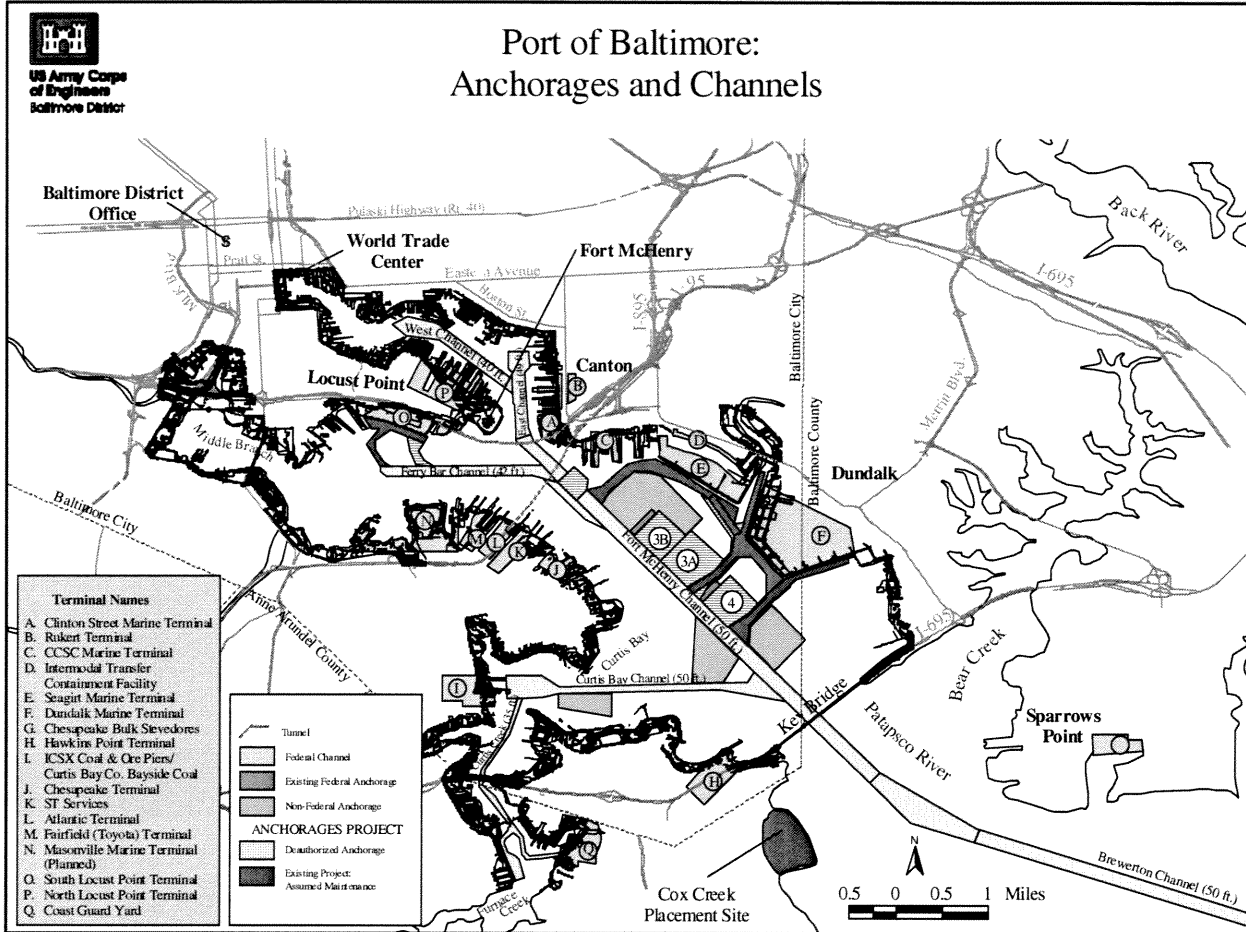 US Army Corps
of Engineers
Baltimore District
Port of Baltimore:
Anchorages and Channels
Baltimore District
Office
S
Pulaski Highway (Rt. 40)
Pratt St.
World Trade
Center
Fort McHenry
Eastern Avenue
Boston St.
MLK Blvd
I-895
I-95
I-695
Back River
Baltimore City
Baltimore County
Merritt Blvd.
West Channel (40 ft.)
East Channel
Canton
Locust Point
P
B
A
O
C
D
E
Middle Branch
Ferry Bar Channel (42 ft.)
Dundalk
F
3B
3A
4
Fort McHenry Channel (50 ft.)
N
M
L
K
J
Baltimore City
Anne Arundel County
Curtis Bay
I
Curtis Bay Channel (50 ft.)
I-695
Bear Creek
Key Bridge
Patapsco River
Sparrows
Point
H
Q
Furnace
Creek
Cox Creek
Placement Site
Brewerton Channel (50 ft.)
N
0.5 0 0.5 1 Miles
Terminal Names
A. Clinton Street Marine Terminal
B. Rukert Terminal
C. CCSC Marine Terminal
D. Intermodal Transfer
Containment Facility
E. Seagirt Marine Terminal
F. Dundalk Marine Terminal
G. Chesapeake Bulk Stevedores
H. Hawkins Point Terminal
I. ICSX Coal & Ore Piers/
Curtis Bay Co. Bayside Coal
J. Chesapeake Terminal
K. ST Services
L. Atlantic Terminal
M. Fairfield (Toyota) Terminal
N. Masonville Marine Terminal
(Planned)
O. South Locust Point Terminal
P. North Locust Point Terminal
Q. Coast Guard Yard
Tunnel
Federal Channel
Existing Federal Anchorage
Non-Federal Anchorage
ANCHORAGES PROJECT
Deauthorized Anchorage
Existing Project:
Assumed Maintenance